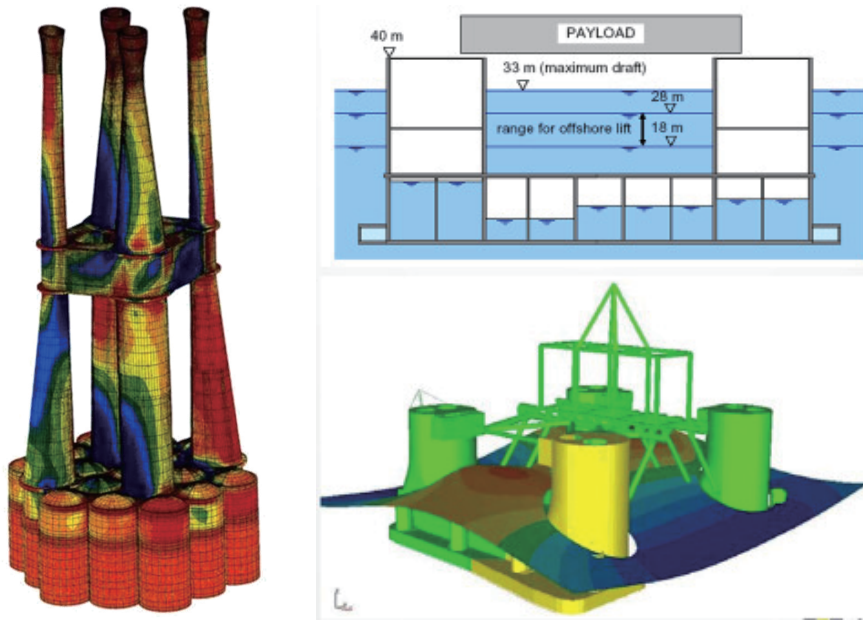 PAYLOAD
40 m
33 m (maximum draft)
28 m
range for offshore lift
18 m